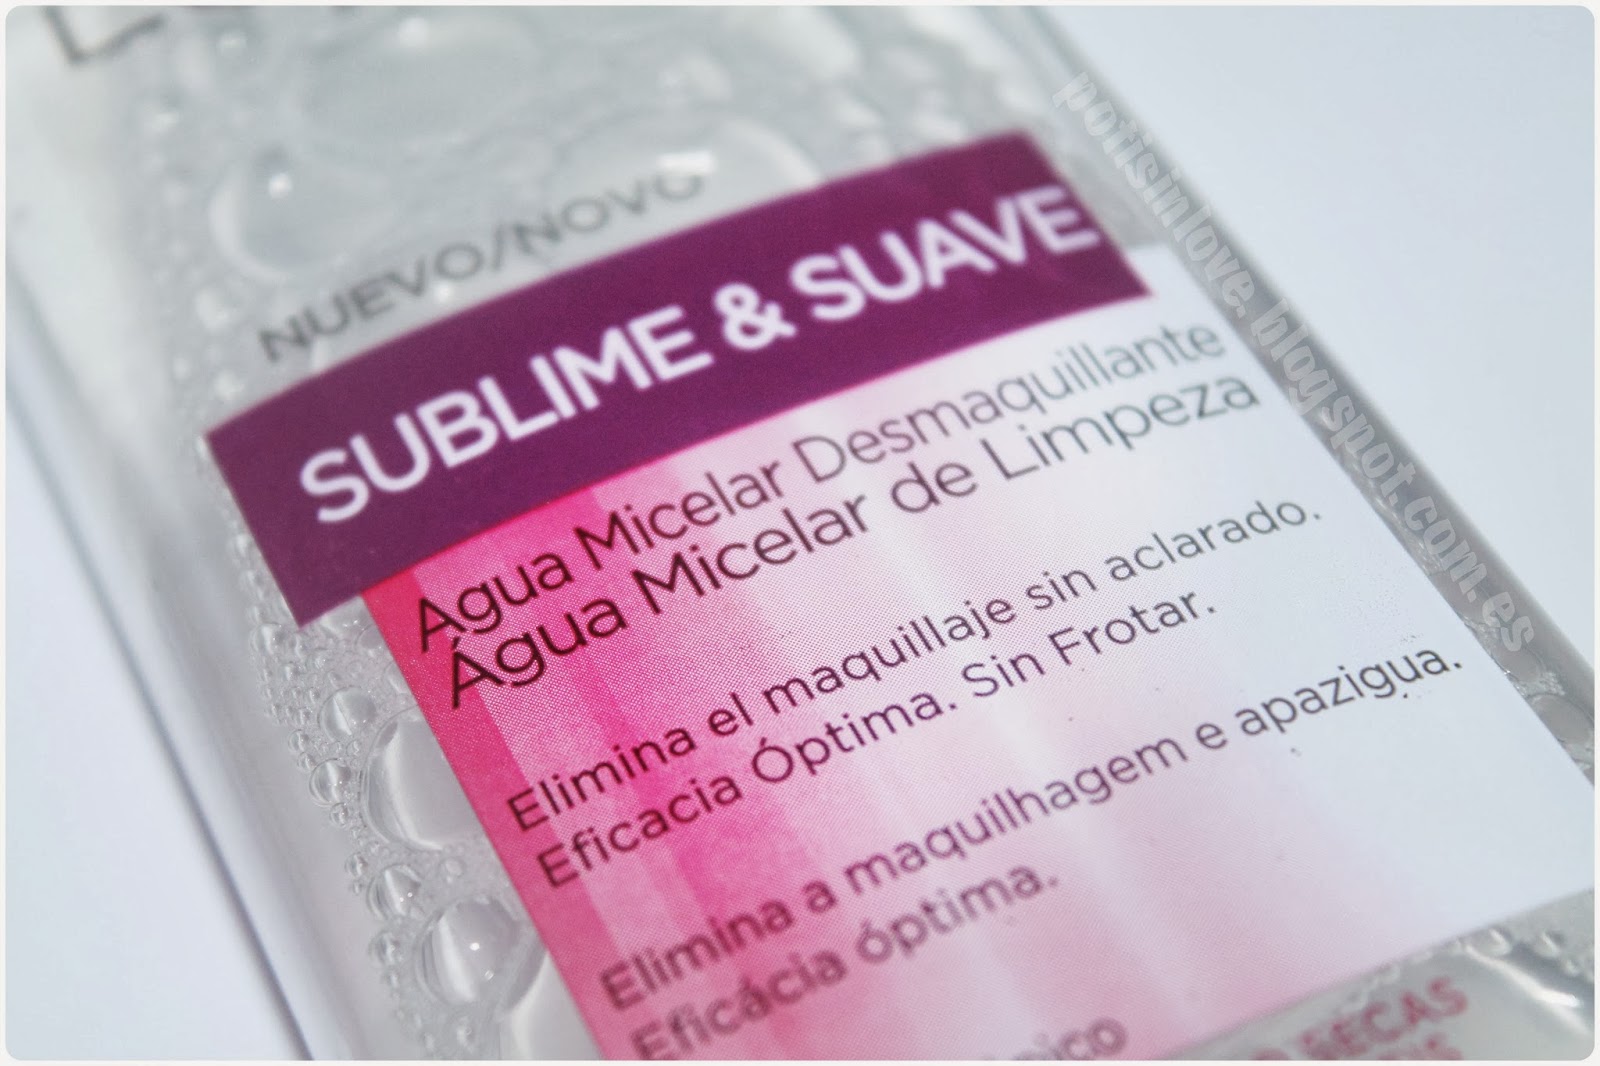 NUEVO/NOVO
SUBLIME & SUAVE
Agua Micelar Desmaquillante
Água Micelar de Limpeza
Elimina el maquillaje sin aclarado.
Eficacia Óptima. Sin Frotar.
Elimina a maquilhagem e apazigua.
Eficácia óptima.
SECAS
potisinlove.blogspot.com.es